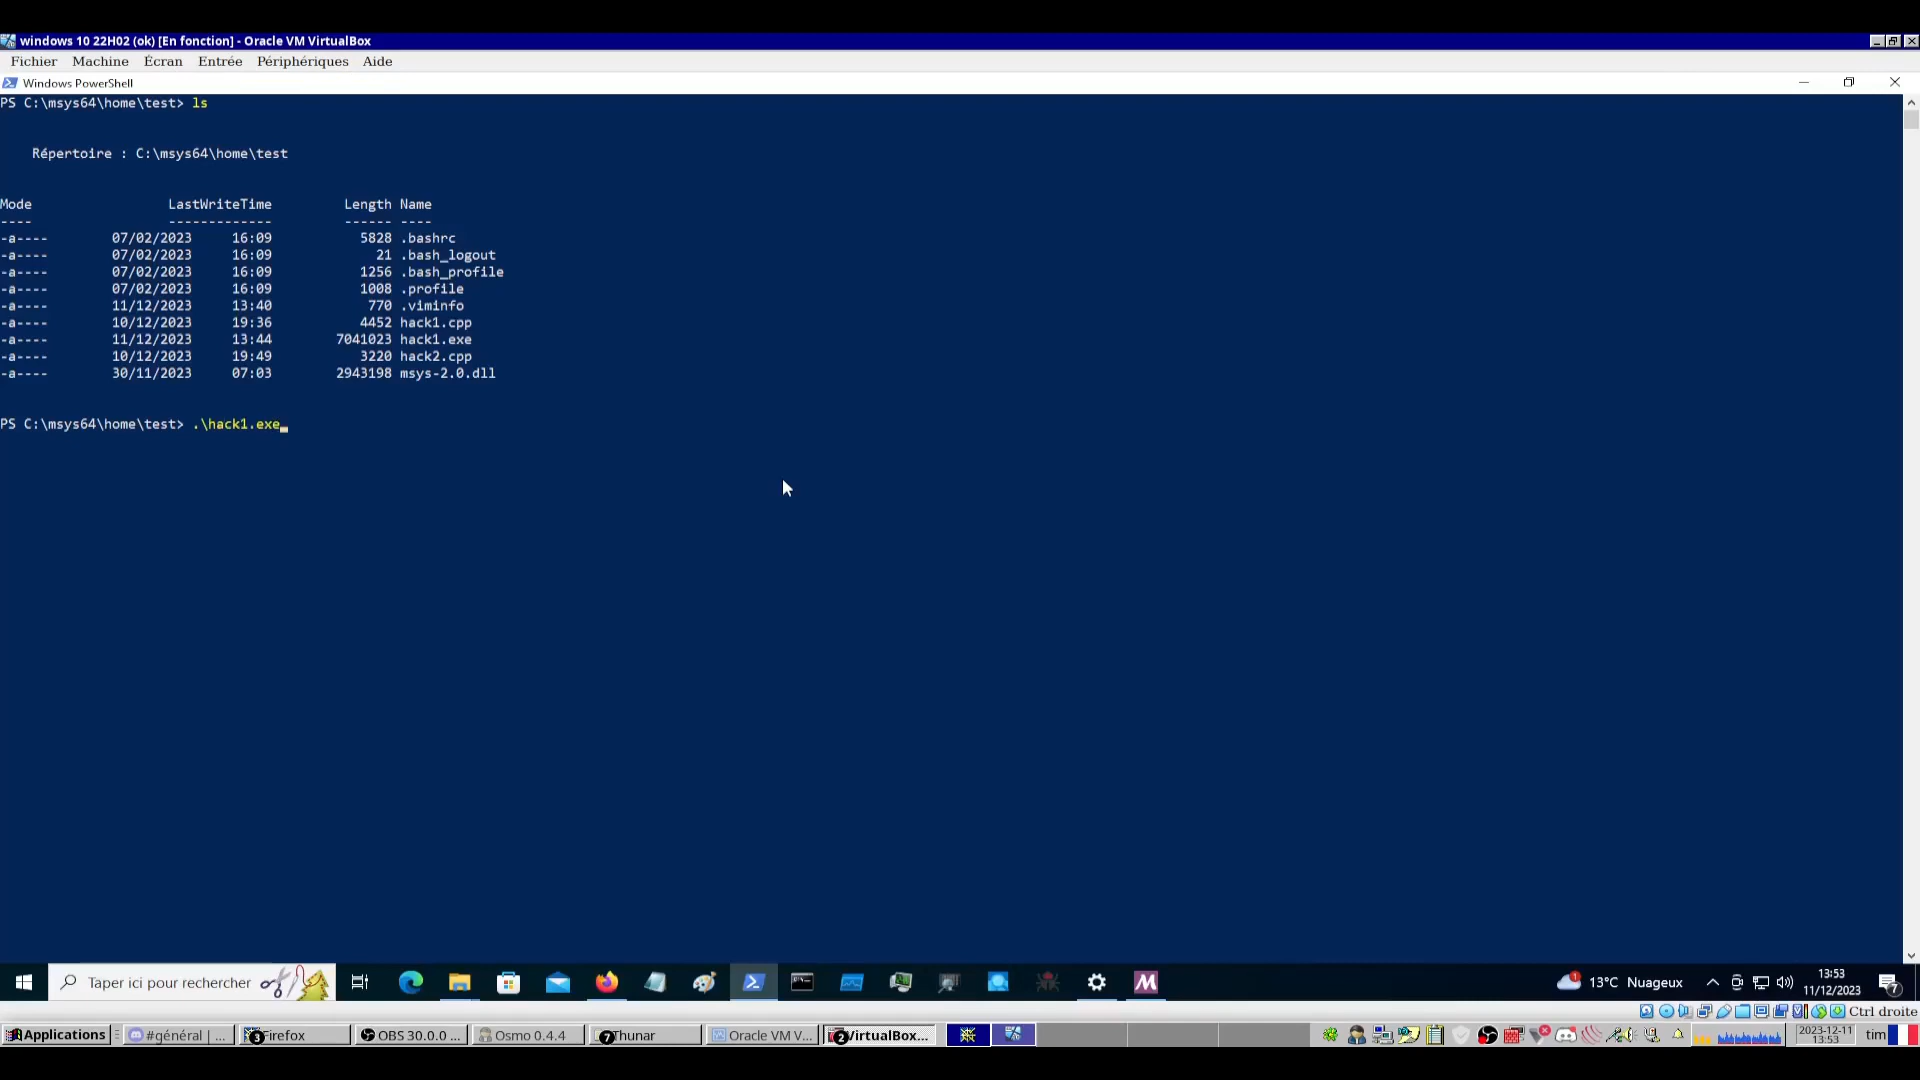 windows 10 22H02 (ok) [En fonction] - Oracle VM VirtualBox
Fichier Machine Écran Entrée Périphériques Aide
Windows PowerShell
PS C:\msys64\home\test> ls
Répertoire : C:\msys64\home\test
Mode LastWriteTime Length Name
---- ------------- ------ ----
-a---- 07/02/2023 16:09 5828 .bashrc
-a---- 07/02/2023 16:09 21 .bash_logout
-a---- 07/02/2023 16:09 1256 .bash_profile
-a---- 07/02/2023 16:09 1008 .profile
-a---- 11/12/2023 13:40 770 .viminfo
-a---- 10/12/2023 19:36 4452 hack1.cpp
-a---- 11/12/2023 13:44 7041023 hack1.exe
-a---- 10/12/2023 19:49 3220 hack2.cpp
-a---- 30/11/2023 07:03 2943198 msys-2.0.dll
PS C:\msys64\home\test> .\hack1.exe
Taper ici pour rechercher
1
13°C Nuageux
13:53
11/12/2023
7
Ctrl droite
Applications
#général | ...
3 Firefox
OBS 30.0.0 ...
Osmo 0.4.4
7 Thunar
Oracle VM V...
2 VirtualBox...
2023-12-11
13:53
tim